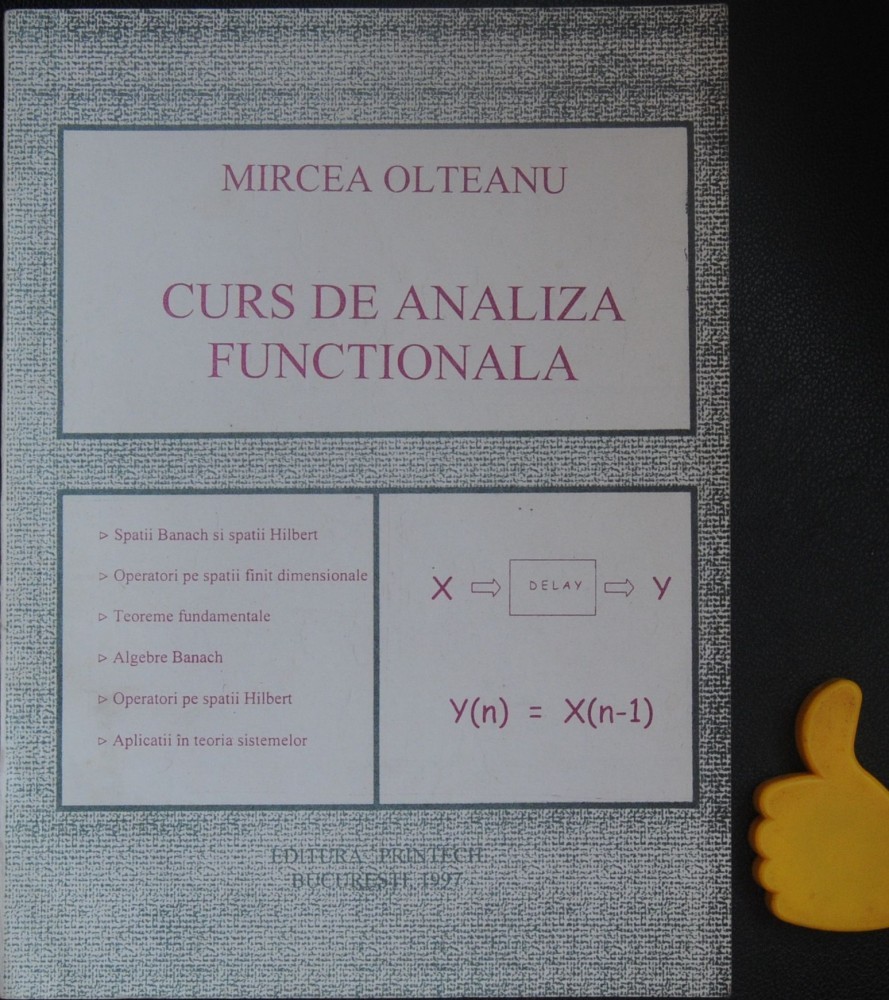 MIRCEA OLTEANU
CURS DE ANALIZA
FUNCTIONALA
▷ Spatii Banach si spatii Hilbert
▷ Operatori pe spatii finit dimensionale
▷ Teoreme fundamentale
▷ Algebre Banach
▷ Operatori pe spatii Hilbert
▷ Aplicatii în teoria sistemelor
X ⇨ DELAY ⇨ Y
Y(n) = X(n-1)
EDITURA PRINTECH
BUCURESTI, 1997